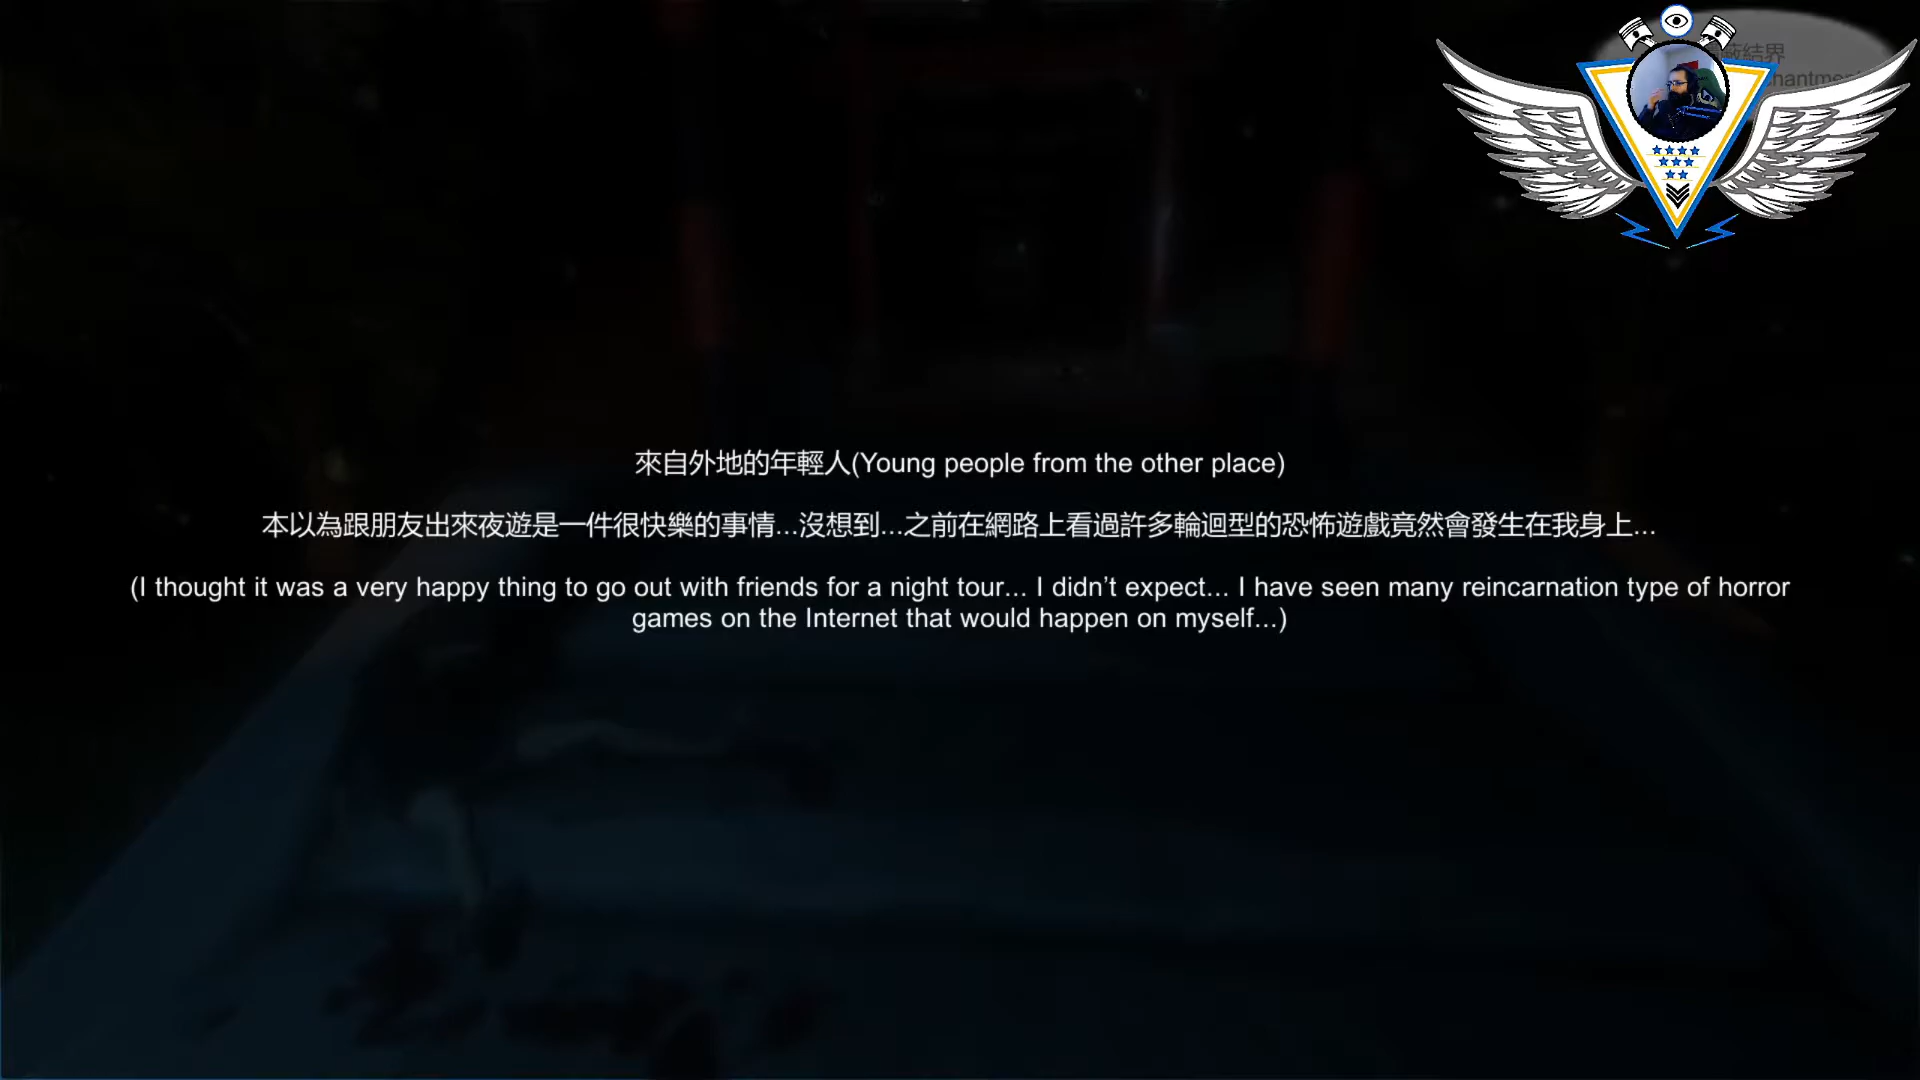 結界
來自外地的年輕人(Young people from the other place)
本以為跟朋友出來夜遊是一件很快樂的事情...沒想到...之前在網路上看過許多輪迴型的恐怖遊戲竟然會發生在我身上...
(I thought it was a very happy thing to go out with friends for a night tour... I didn’t expect... I have seen many reincarnation type of horror
games on the Internet that would happen on myself...)